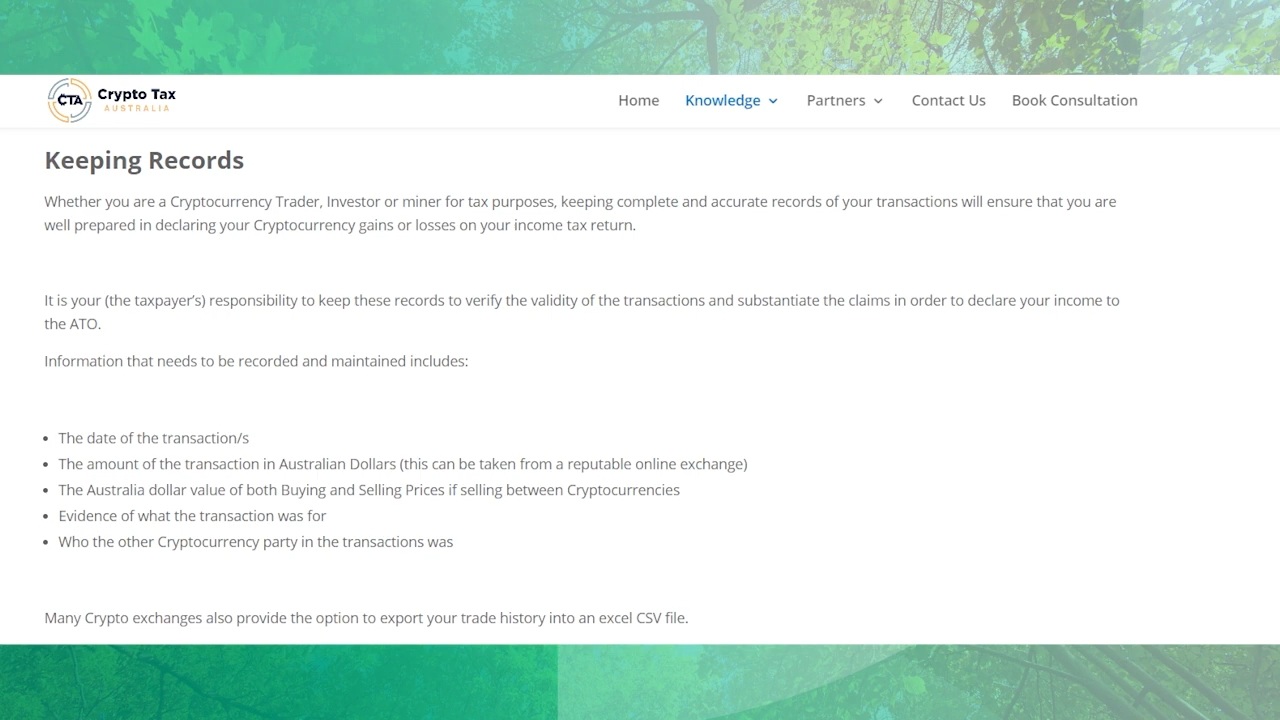 CTA
Crypto Tax
AUSTRALIA
Home
Knowledge
Partners
Contact Us
Book Consultation
Keeping Records
Whether you are a Cryptocurrency Trader, Investor or miner for tax purposes, keeping complete and accurate records of your transactions will ensure that you are
well prepared in declaring your Cryptocurrency gains or losses on your income tax return.
It is your (the taxpayer’s) responsibility to keep these records to verify the validity of the transactions and substantiate the claims in order to declare your income to
the ATO.
Information that needs to be recorded and maintained includes:
• The date of the transaction/s
• The amount of the transaction in Australian Dollars (this can be taken from a reputable online exchange)
• The Australia dollar value of both Buying and Selling Prices if selling between Cryptocurrencies
• Evidence of what the transaction was for
• Who the other Cryptocurrency party in the transactions was
Many Crypto exchanges also provide the option to export your trade history into an excel CSV file.